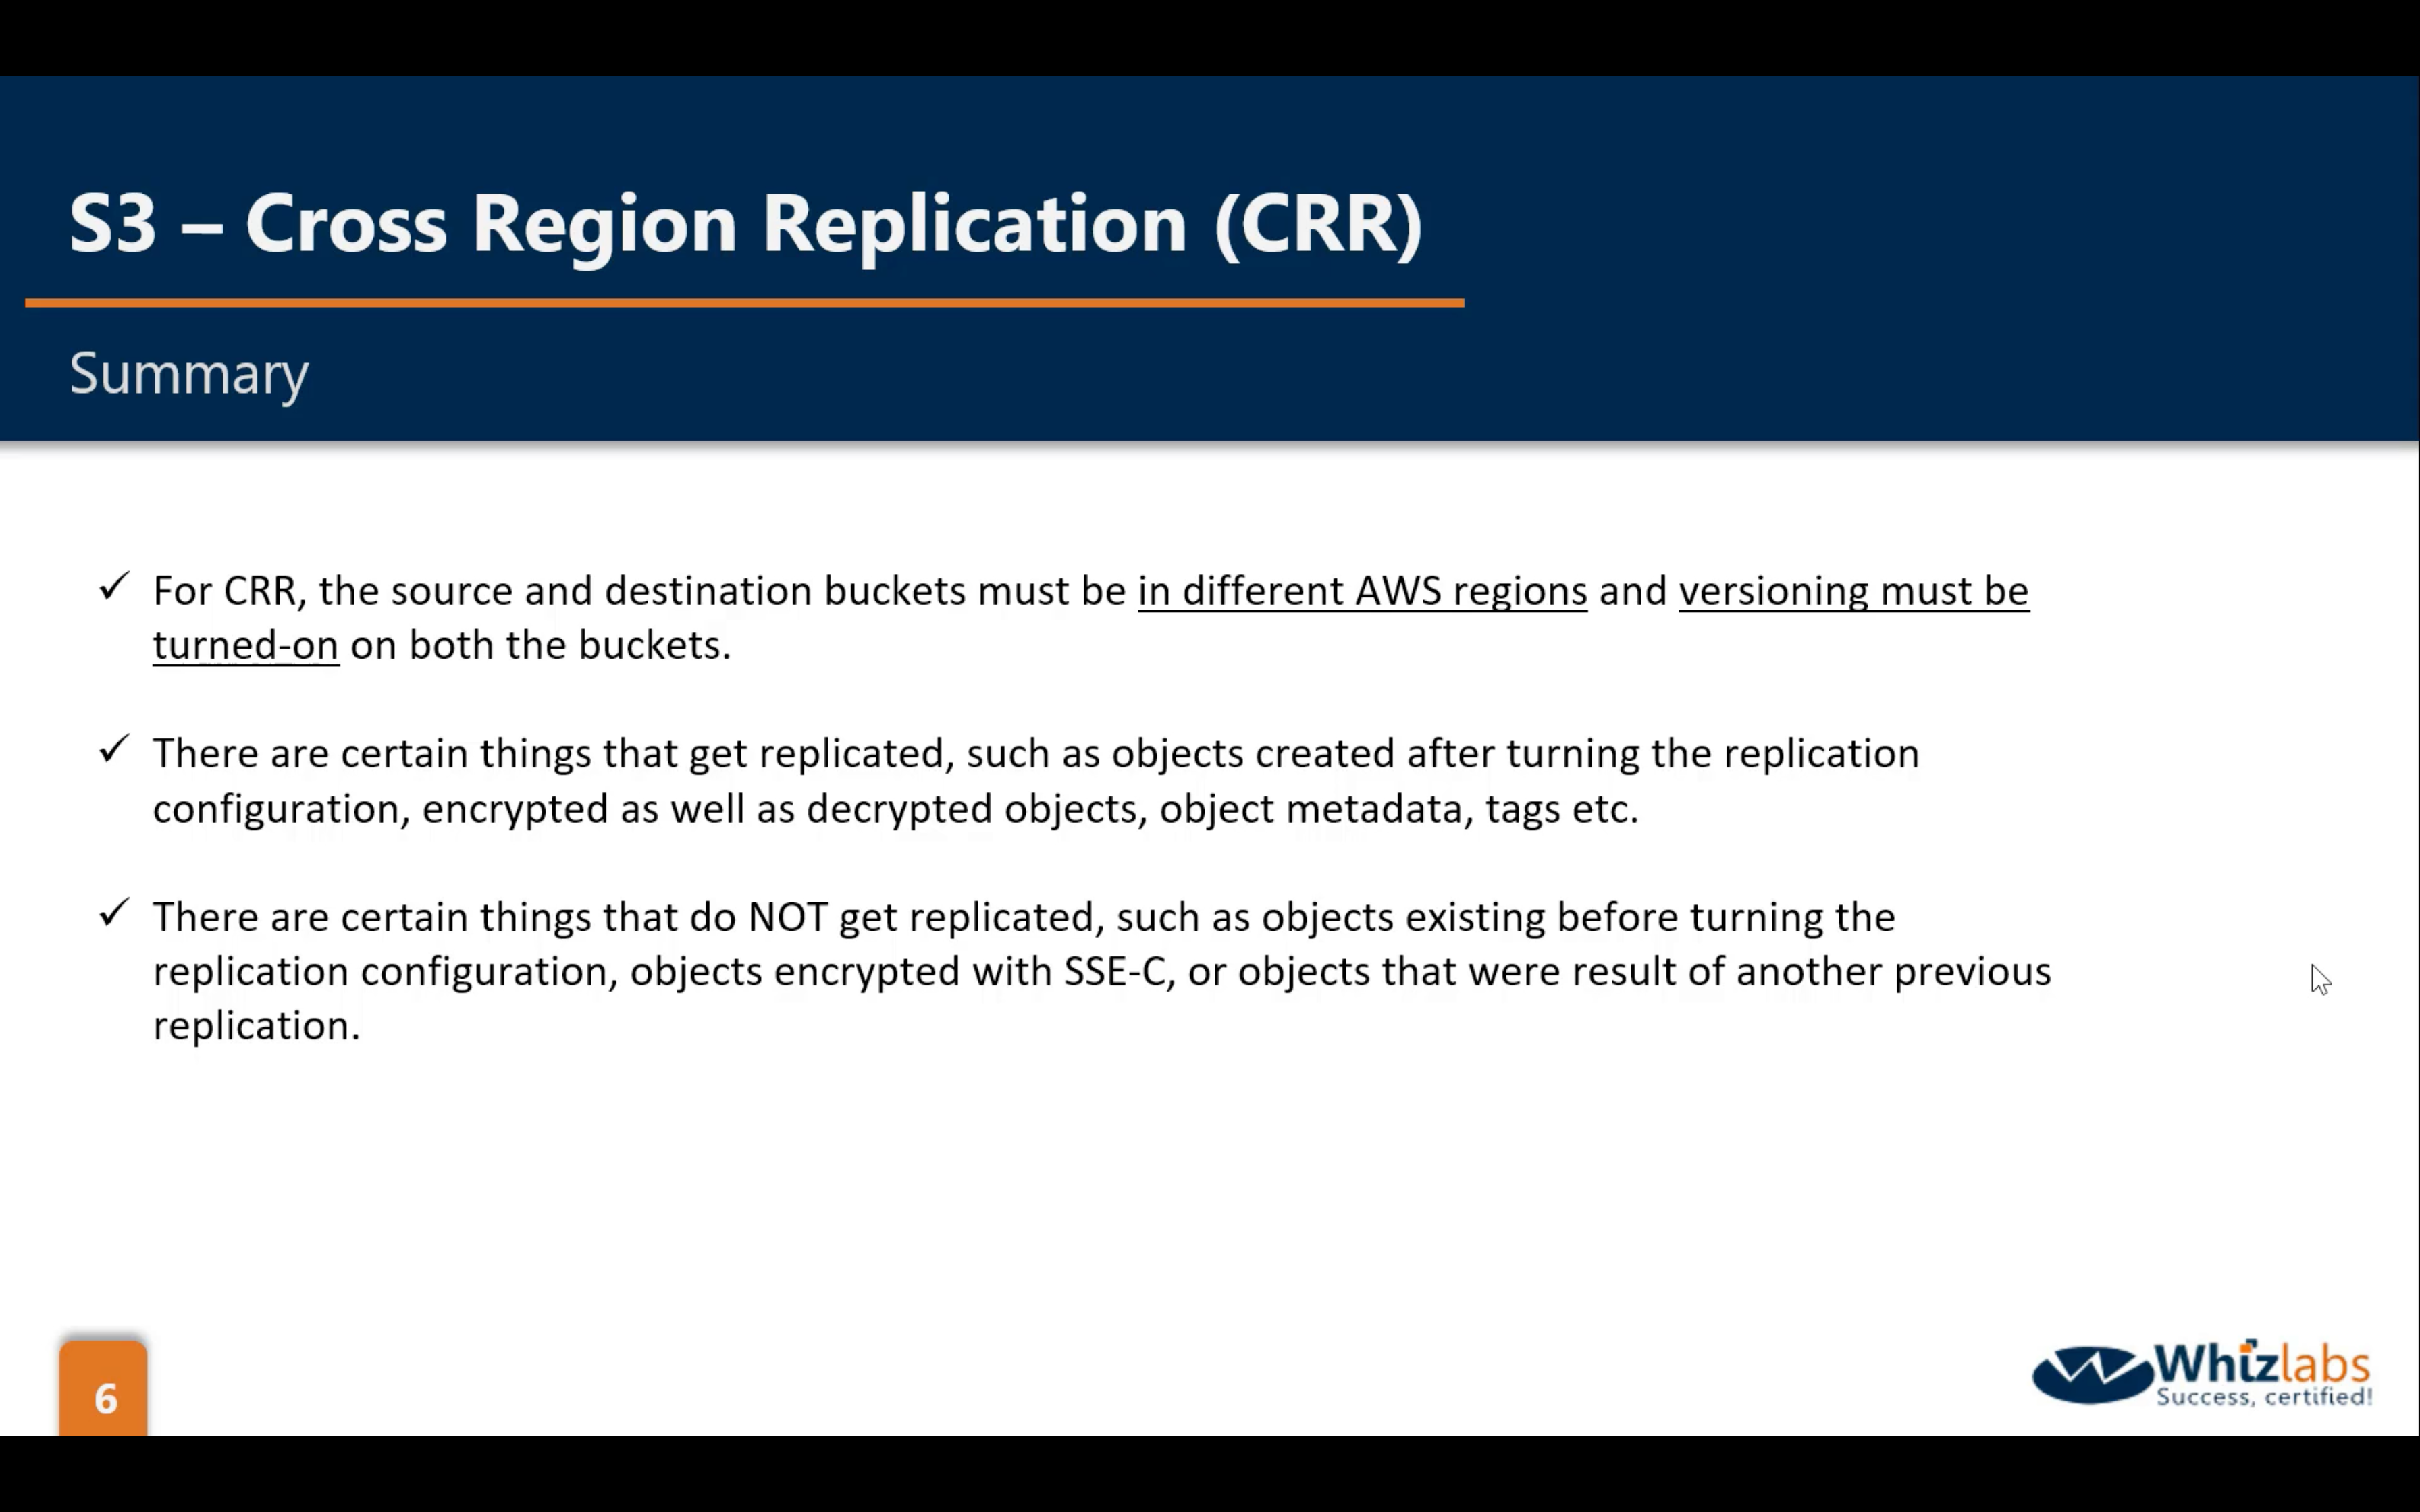 S3 – Cross Region Replication (CRR)
Summary
✓ For CRR, the source and destination buckets must be in different AWS regions and versioning must be
turned-on on both the buckets.
✓ There are certain things that get replicated, such as objects created after turning the replication
configuration, encrypted as well as decrypted objects, object metadata, tags etc.
✓ There are certain things that do NOT get replicated, such as objects existing before turning the
replication configuration, objects encrypted with SSE-C, or objects that were result of another previous
replication.
6
Whizlabs
Success, certified!